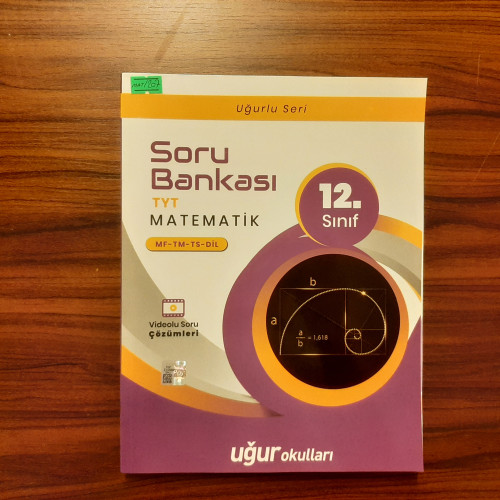 Uğurlu Seri
Soru
Bankası
TYT
MATEMATİK
MF-TM-TS-DİL
12.
Sınıf
b
a
a/b = 1,618
Videolu Soru
Çözümleri
uğur okulları